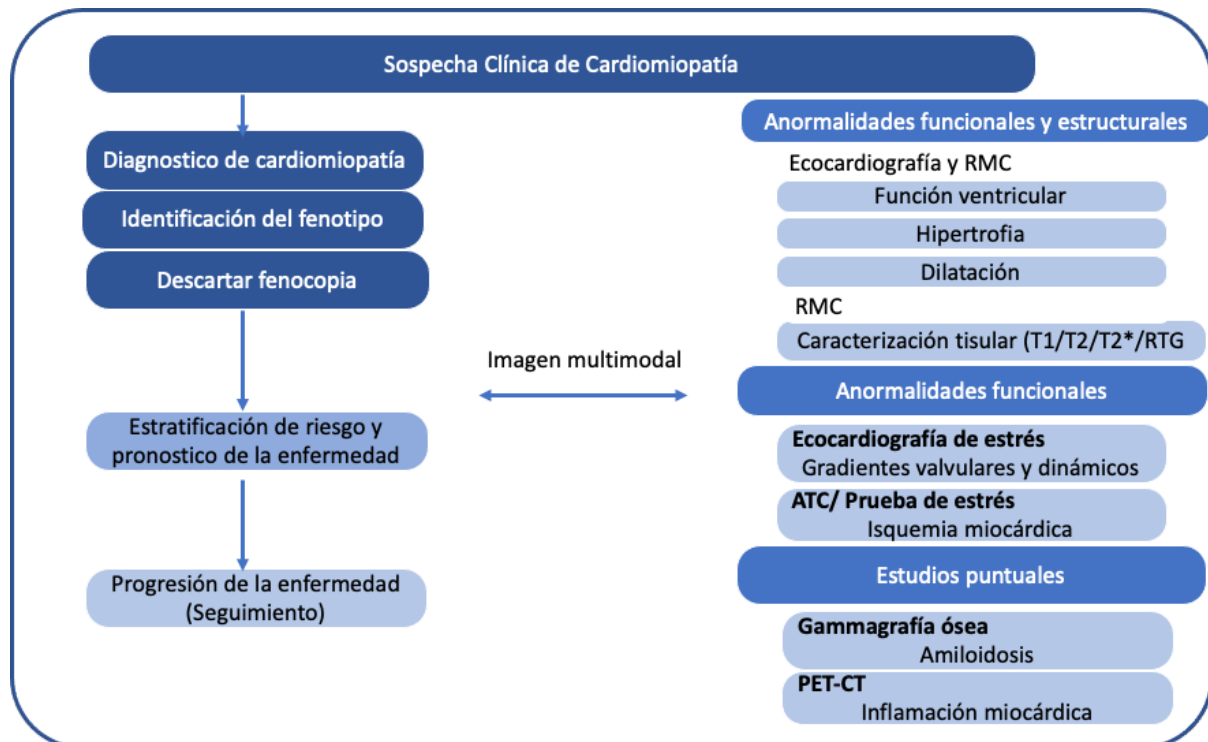 Sospecha Clínica de Cardiomiopatía
Diagnostico de cardiomiopatía
Identificación del fenotipo
Descartar fenocopia
Estratificación de riesgo y
pronostico de la enfermedad
Progresión de la enfermedad
(Seguimiento)
Imagen multimodal
Anormalidades funcionales y estructurales
Ecocardiografía y RMC
Función ventricular
Hipertrofia
Dilatación
RMC
Caracterización tisular (T1/T2/T2*/RTG
Anormalidades funcionales
Ecocardiografía de estrés
Gradientes valvulares y dinámicos
ATC/ Prueba de estrés
Isquemia miocárdica
Estudios puntuales
Gammagrafía ósea
Amiloidosis
PET-CT
Inflamación miocárdica